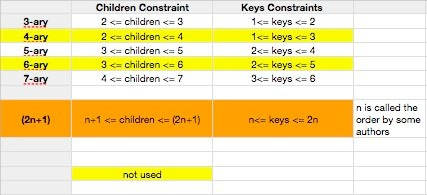 Children Constraint Keys Constraints
3-ary 2 <= children <= 3 1<= keys <= 2
4-ary 2 <= children <= 4 1<= keys <= 3
5-ary 3 <= children <= 5 2<= keys <= 4
6-ary 3 <= children <= 6 2<= keys <= 5
7-ary 4 <= children <= 7 3<= keys <= 6
(2n+1) n+1 <= children <= (2n+1) n<= keys <= 2n n is called the
order by some
authors
not used